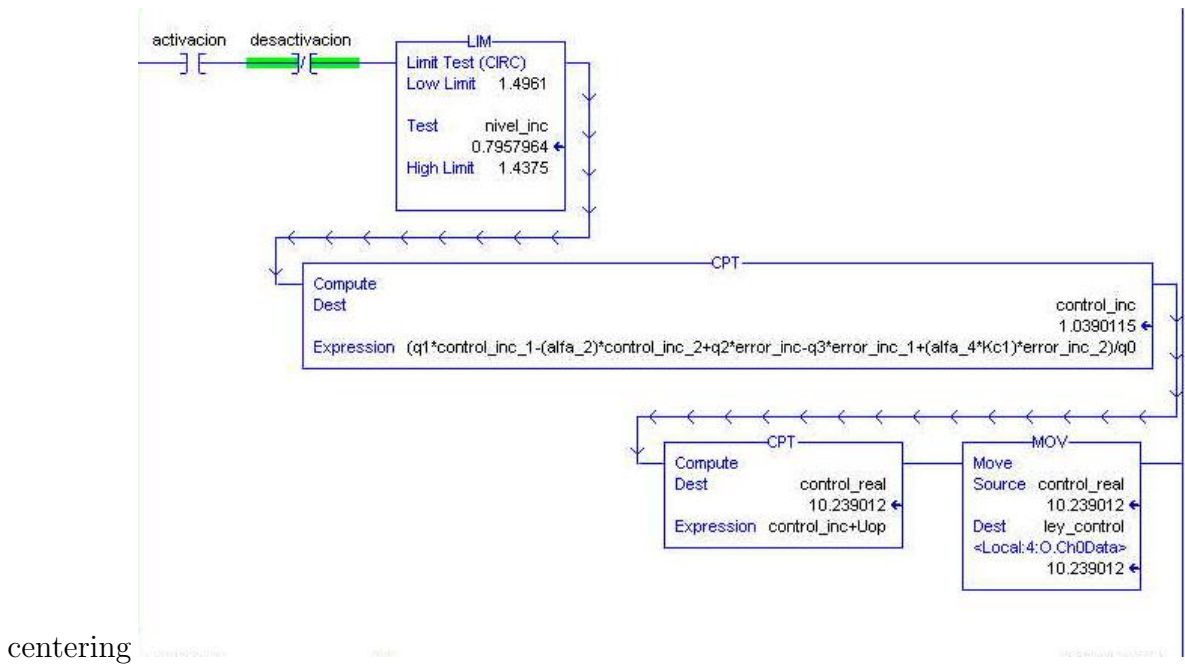 activacion desactivacion
LIM
Limit Test (CIRC)
Low Limit 1.4961
Test nivel_inc
0.7957964
High Limit 1.4375
CPT
Compute
Dest control_inc
1.0390115
Expression (q1*control_inc_1-(alfa_2)*control_inc_2+q2*error_inc-q3*error_inc_1+(alfa_4*Kc1)*error_inc_2)/q0
CPT
Compute
Dest control_real
10.239012
Expression control_inc+Uop
MOV
Move
Source control_real
10.239012
Dest ley_control
<Local:4:O.Ch0Data>
10.239012
centering